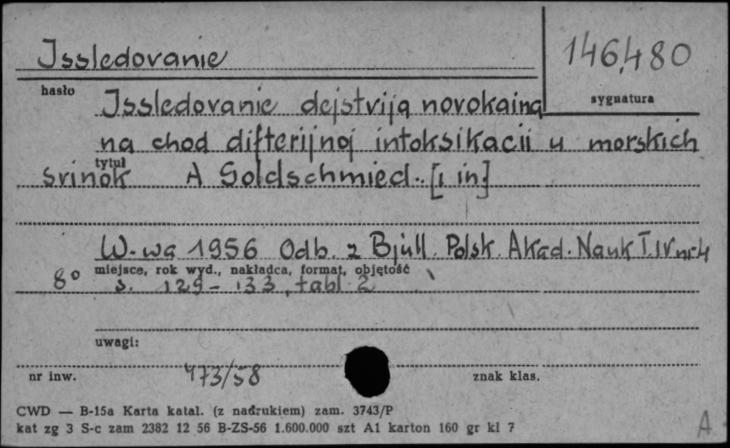 Issledovanie
146,480
hasło
sygnatura
Issledovanie dejstvija novokaina
na chod difterijnoj intoksikacii u morskich
tytuł
svinok A Goldschmied.. [i in]
W-wa 1956 Odb. z Bjull. Polsk. Akad. Nauk T.IV nr 4
miejsce, rok wyd., nakładca, format, objętość
8° s. 129-133, tabl 2
uwagi:
nr inw. 473/58 znak klas.
CWD — B-15a Karta katal. (z nadrukiem) zam. 3743/P
kat zg 3 S-c zam 2382 12 56 B-ZS-56 1.600.000 szt A1 karton 160 gr kl 7
A